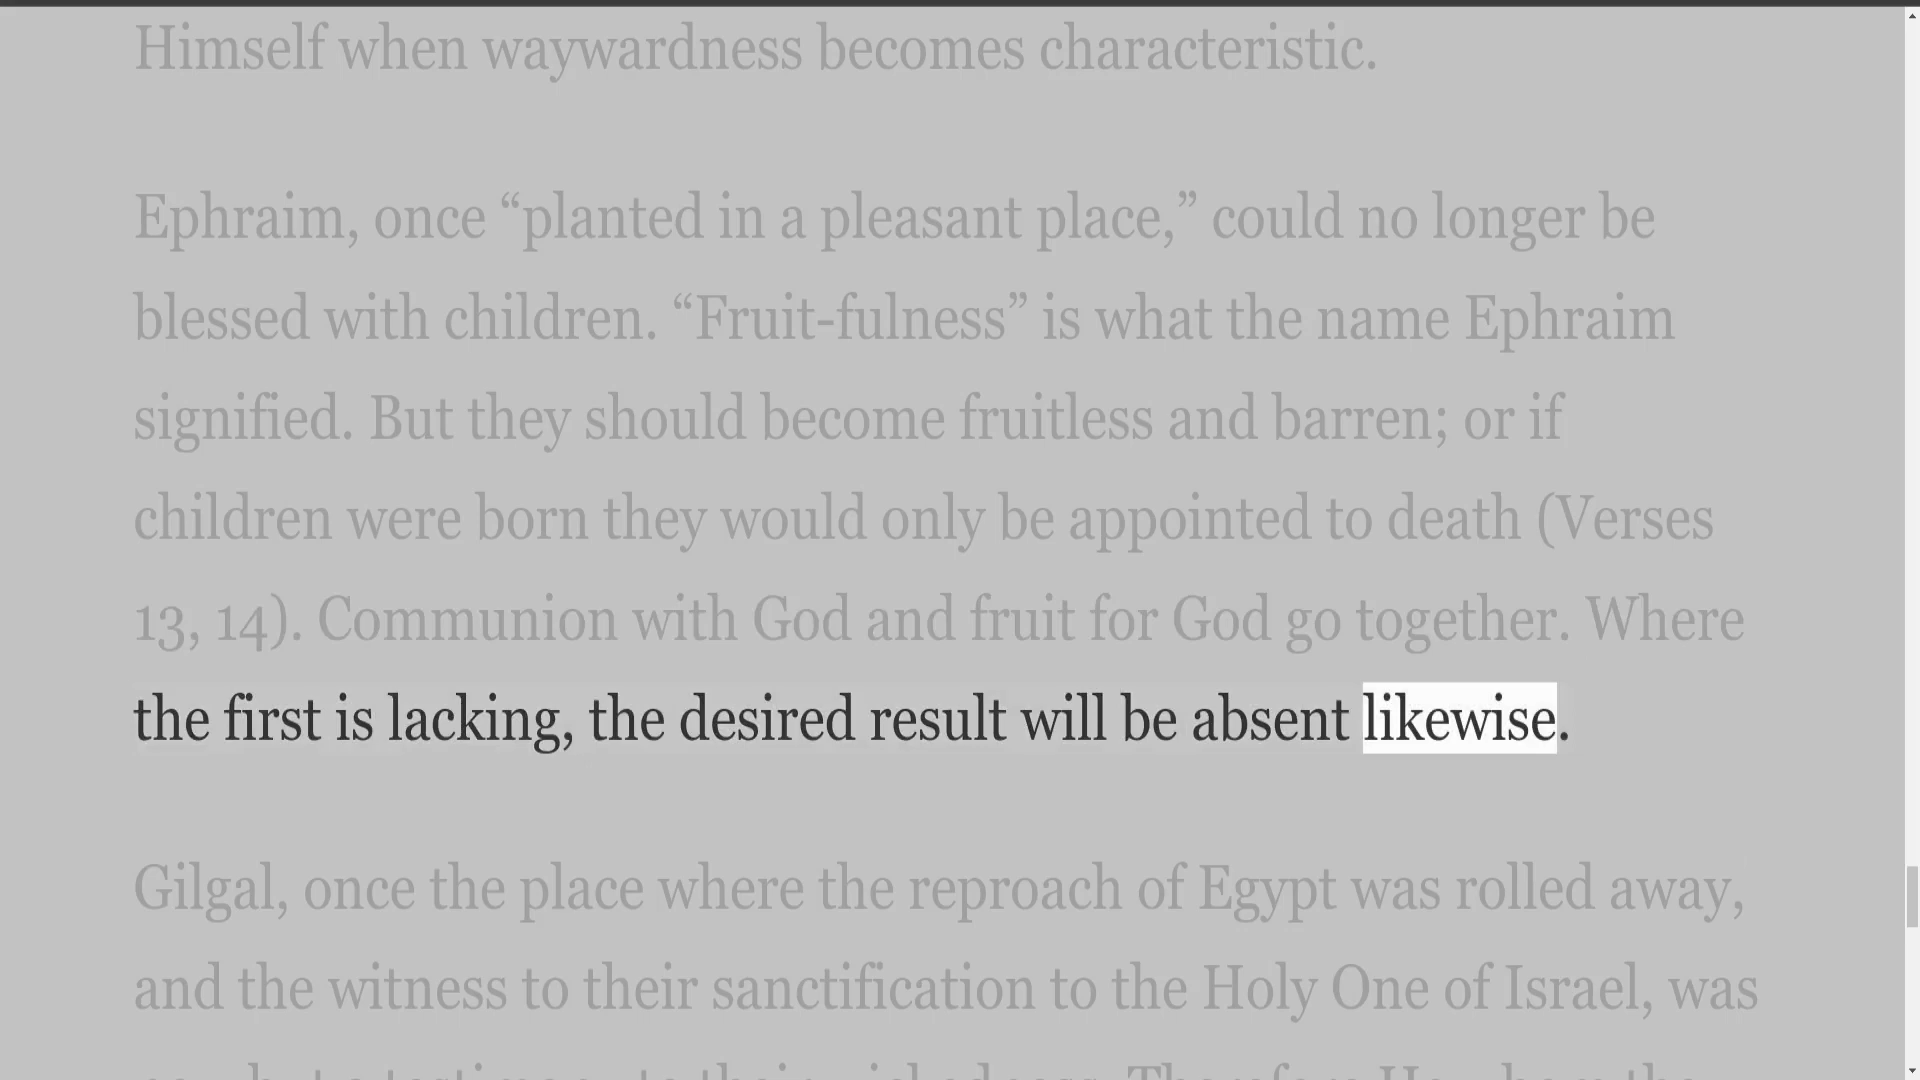 Himself when waywardness becomes characteristic.
Ephraim, once “planted in a pleasant place,” could no longer be
blessed with children. “Fruit-fulness” is what the name Ephraim
signified. But they should become fruitless and barren; or if
children were born they would only be appointed to death (Verses
13, 14). Communion with God and fruit for God go together. Where
the first is lacking, the desired result will be absent likewise.
Gilgal, once the place where the reproach of Egypt was rolled away,
and the witness to their sanctification to the Holy One of Israel, was